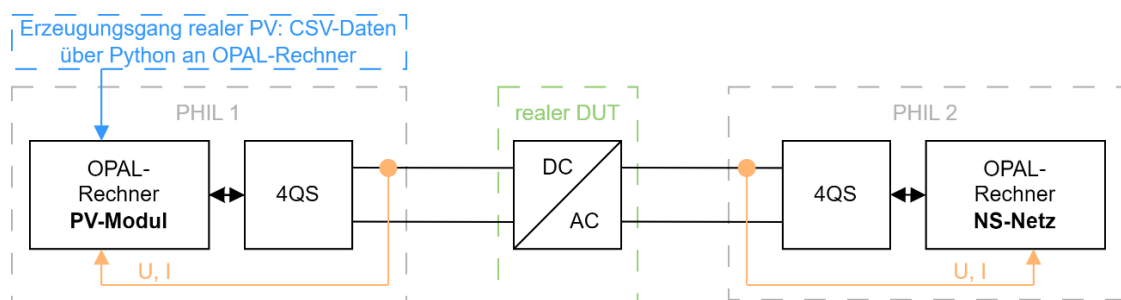 Erzeugungsgang realer PV: CSV-Daten
über Python an OPAL-Rechner
PHIL 1
realer DUT
PHIL 2
OPAL-
Rechner
PV-Modul
4QS
DC
AC
4QS
OPAL-
Rechner
NS-Netz
U, I
U, I